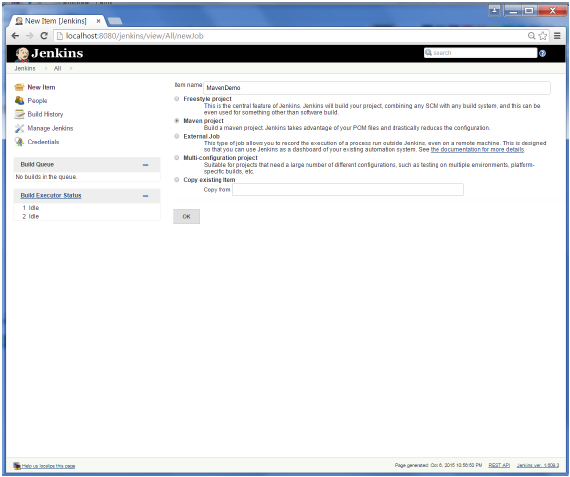 New Item [Jenkins]
localhost:8080/jenkins/view/All/newJob
Jenkins
search
Jenkins
All
New Item
People
Build History
Manage Jenkins
Credentials
Build Queue
No builds in the queue.
Build Executor Status
1 Idle
2 Idle
Item name
MavenDemo
Freestyle project
This is the central feature of Jenkins. Jenkins will build your project, combining any SCM with any build system, and this can be
even used for something other than software build.
Maven project
Build a maven project. Jenkins takes advantage of your POM files and drastically reduces the configuration.
External Job
This type of job allows you to record the execution of a process run outside Jenkins, even on a remote machine. This is designed
so that you can use Jenkins as a dashboard of your existing automation system. See the documentation for more details.
Multi-configuration project
Suitable for projects that need a large number of different configurations, such as testing on multiple environments, platform-
specific builds, etc.
Copy existing Item
Copy from
OK
Help us localize this page
Page generated: Oct 6, 2015 10:56:50 PM
REST API
Jenkins ver. 1.609.3